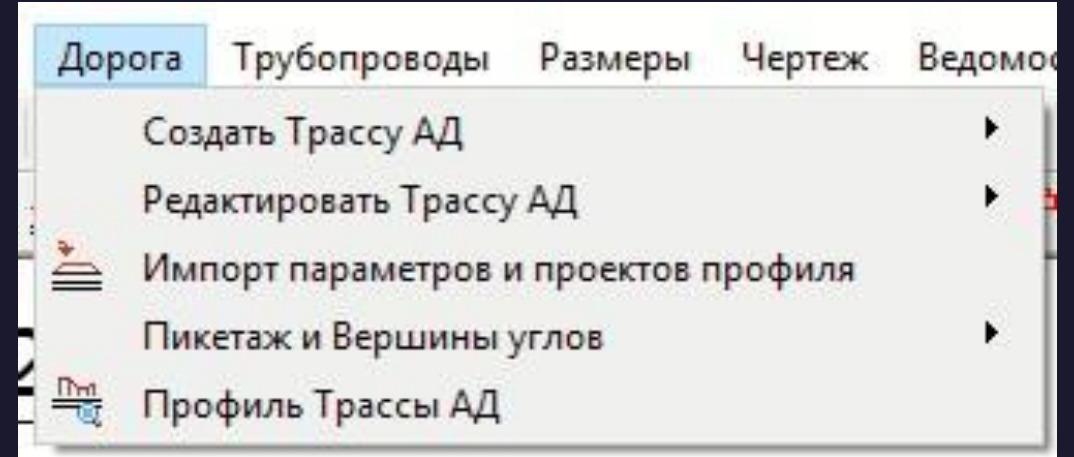 Дорога Трубопроводы Размеры Чертеж
Создать Трассу АД
Редактировать Трассу АД
Импорт параметров и проектов профиля
Пикетаж и Вершины углов
Профиль Трассы АД